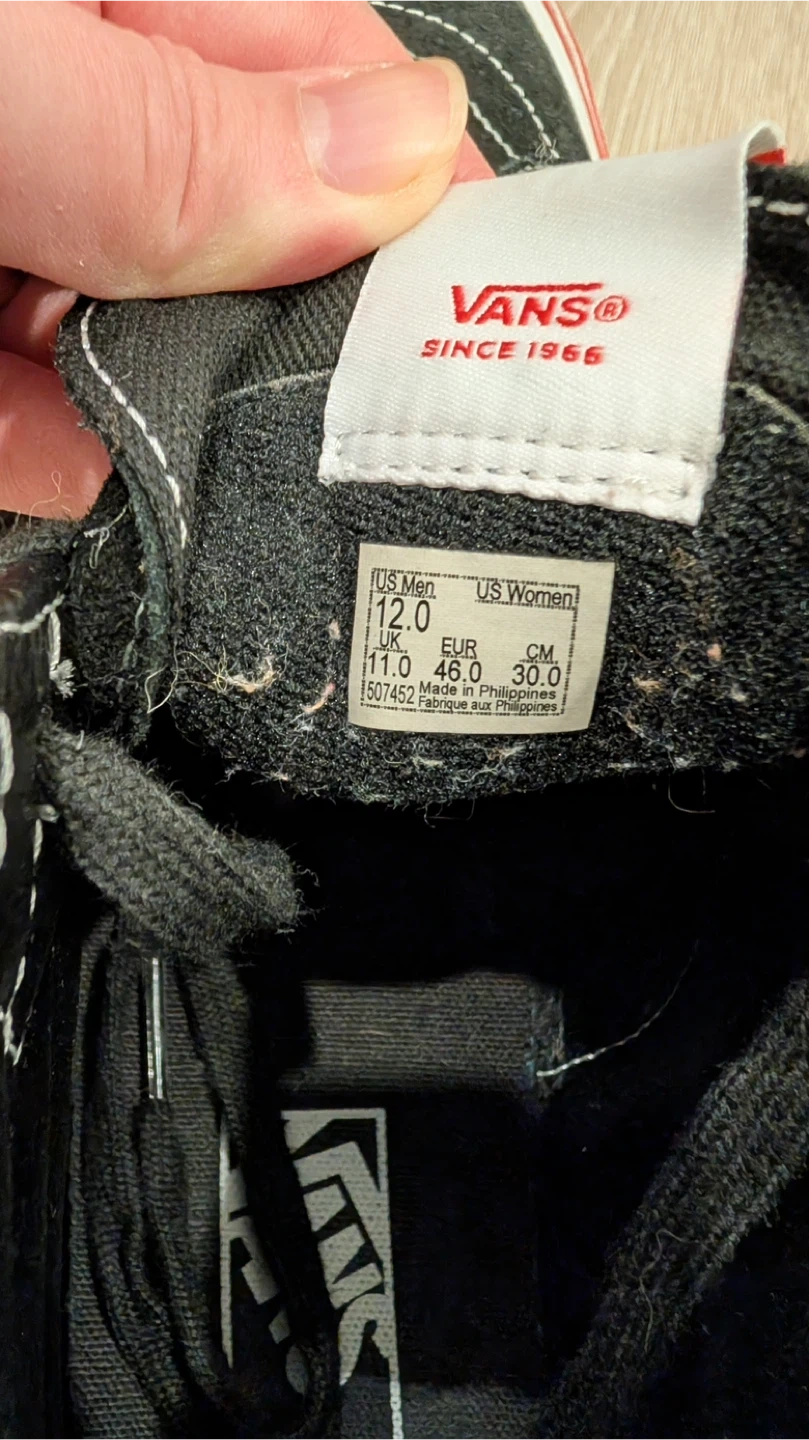 VANS®
SINCE 1966
US Men US Women
12.0
UK EUR CM
11.0 46.0 30.0
507452 Made in Philippines
Fabrique aux Philippines